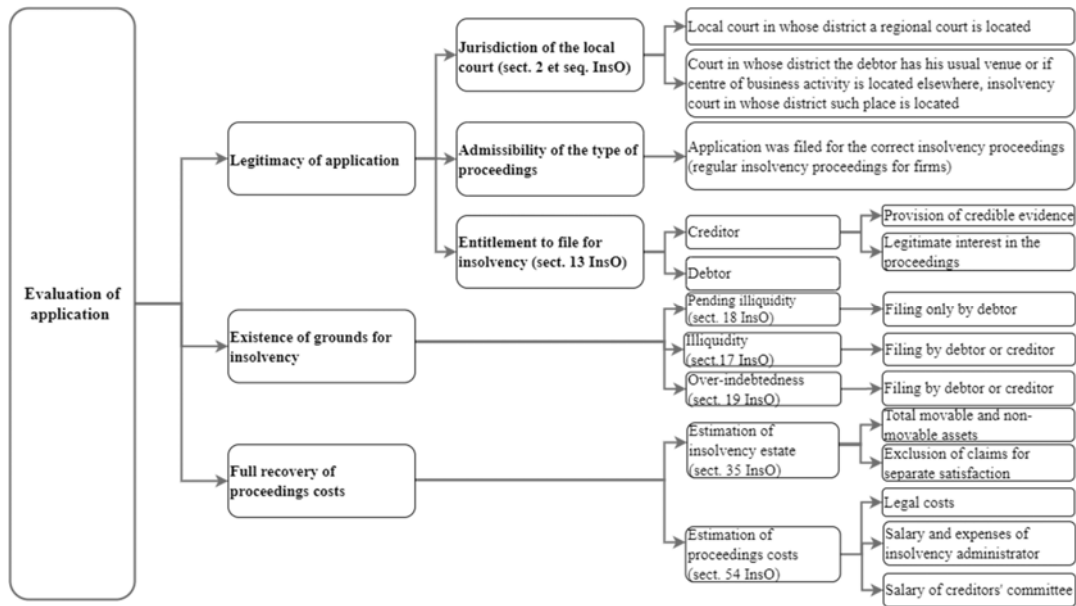 Evaluation of
application
Legitimacy of application
Jurisdiction of the local
court (sect. 2 et seq. InsO)
Local court in whose district a regional court is located
Court in whose district the debtor has his usual venue or if
centre of business activity is located elsewhere, insolvency
court in whose district such place is located
Admissibility of the type of
proceedings
Application was filed for the correct insolvency proceedings
(regular insolvency proceedings for firms)
Entitlement to file for
insolvency (sect. 13 InsO)
Creditor
Provision of credible evidence
Legitimate interest in the
proceedings
Debtor
Existence of grounds for
insolvency
Pending illiquidity
(sect. 18 InsO)
Filing only by debtor
Illiquidity
(sect.17 InsO)
Filing by debtor or creditor
Over-indebtedness
(sect. 19 InsO)
Filing by debtor or creditor
Full recovery of
proceedings costs
Estimation of
insolvency estate
(sect. 35 InsO)
Total movable and non-
movable assets
Exclusion of claims for
separate satisfaction
Estimation of
proceedings costs
(sect. 54 InsO)
Legal costs
Salary and expenses of
insolvency administrator
Salary of creditors' committee